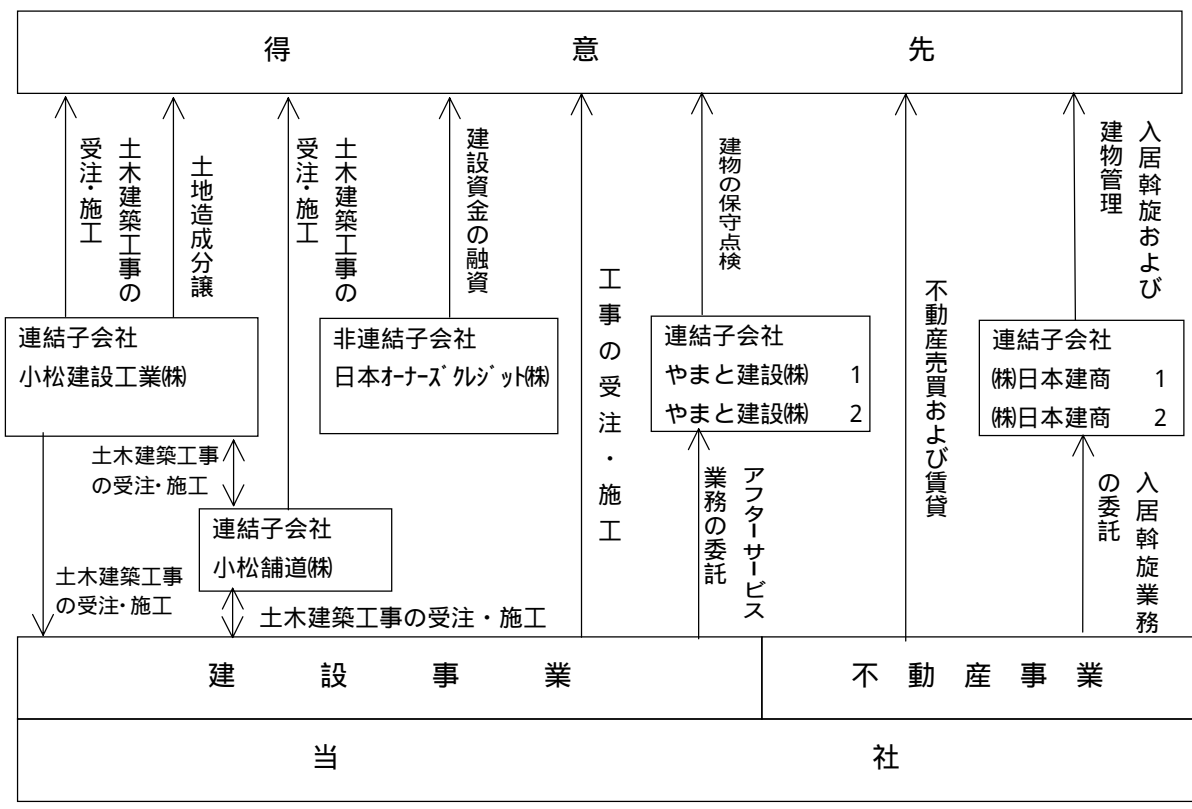 得意先
土木建築工事の
受注・施工
土地造成分譲
土木建築工事の
受注・施工
建設資金の融資
工事の受注・施工
建物の保守点検
不動産売買および賃貸
入居斡旋および
建物管理
連結子会社
小松建設工業㈱
非連結子会社
日本ｵｰﾅｰｽﾞｸﾚｼﾞｯﾄ㈱
連結子会社
やまと建設㈱ 1
やまと建設㈱ 2
連結子会社
㈱日本建商 1
㈱日本建商 2
土木建築工事
の受注・施工
連結子会社
小松舗道㈱
土木建築工事
の受注・施工
土木建築工事の受注・施工
アフターサービス
業務の委託
入居斡旋業務
の委託
建設事業
不動産事業
当社